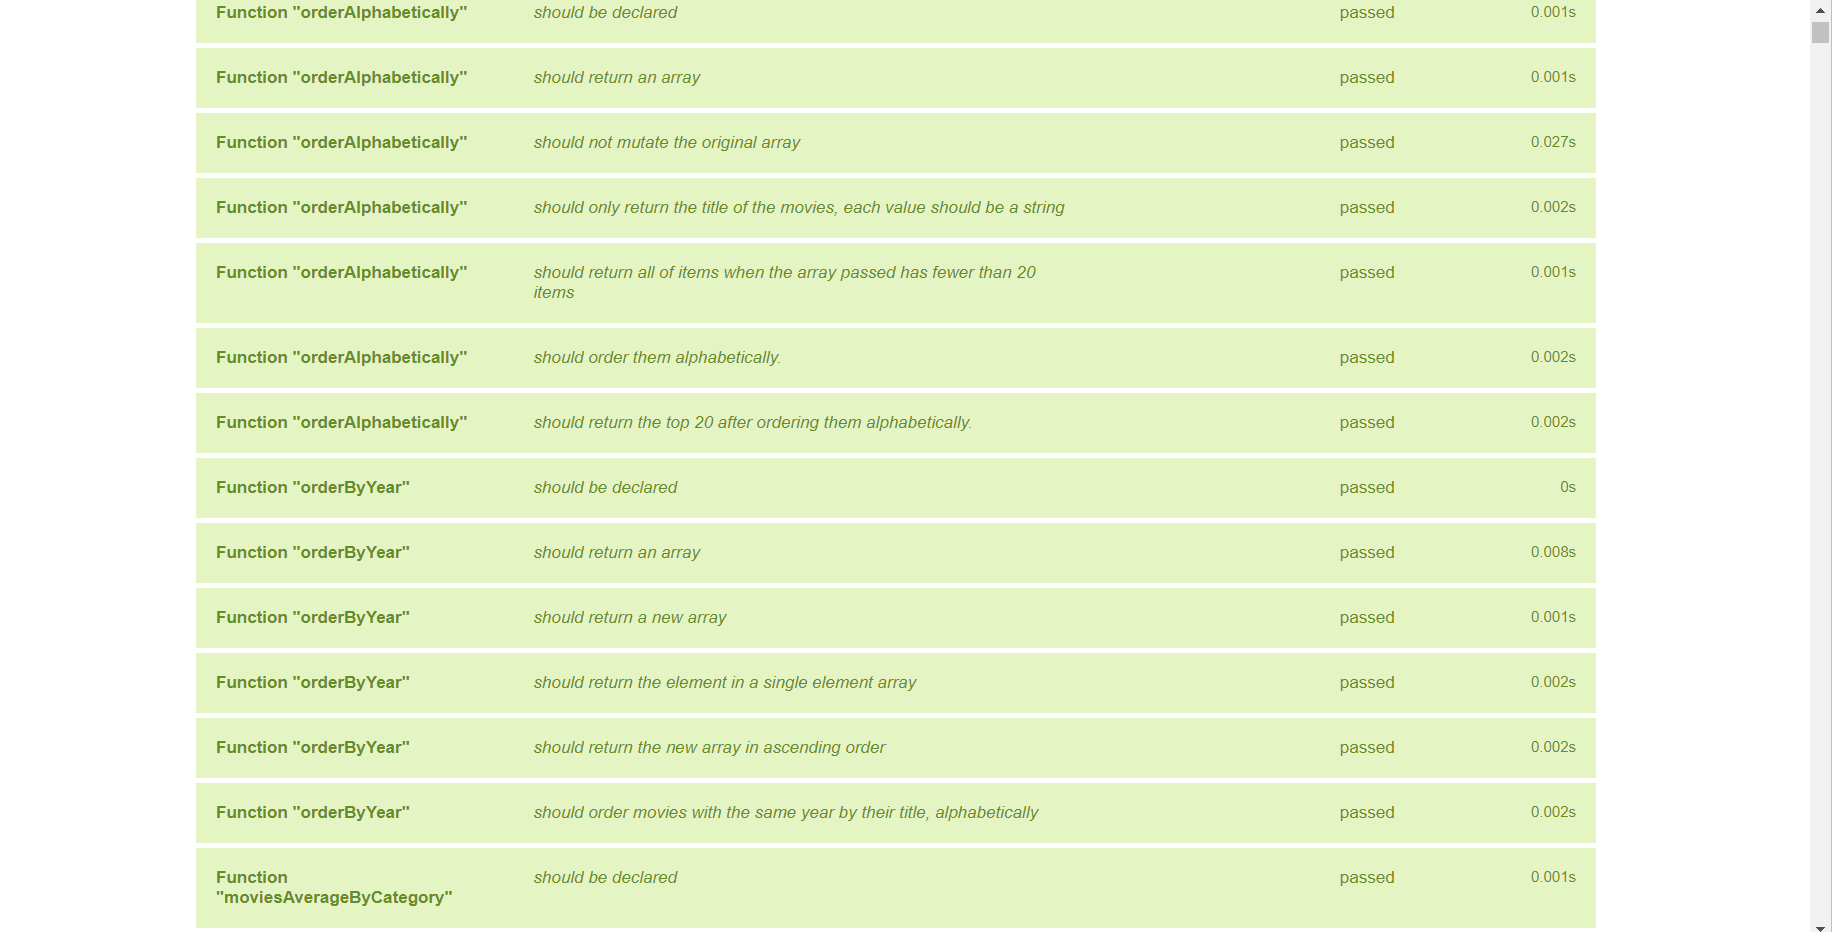 Function "orderAlphabetically" should be declared passed 0.001s
Function "orderAlphabetically" should return an array passed 0.001s
Function "orderAlphabetically" should not mutate the original array passed 0.027s
Function "orderAlphabetically" should only return the title of the movies, each value should be a string passed 0.002s
Function "orderAlphabetically" should return all of items when the array passed has fewer than 20 passed 0.001s
items
Function "orderAlphabetically" should order them alphabetically. passed 0.002s
Function "orderAlphabetically" should return the top 20 after ordering them alphabetically. passed 0.002s
Function "orderByYear" should be declared passed 0s
Function "orderByYear" should return an array passed 0.008s
Function "orderByYear" should return a new array passed 0.001s
Function "orderByYear" should return the element in a single element array passed 0.002s
Function "orderByYear" should return the new array in ascending order passed 0.002s
Function "orderByYear" should order movies with the same year by their title, alphabetically passed 0.002s
Function should be declared passed 0.001s
"moviesAverageByCategory"